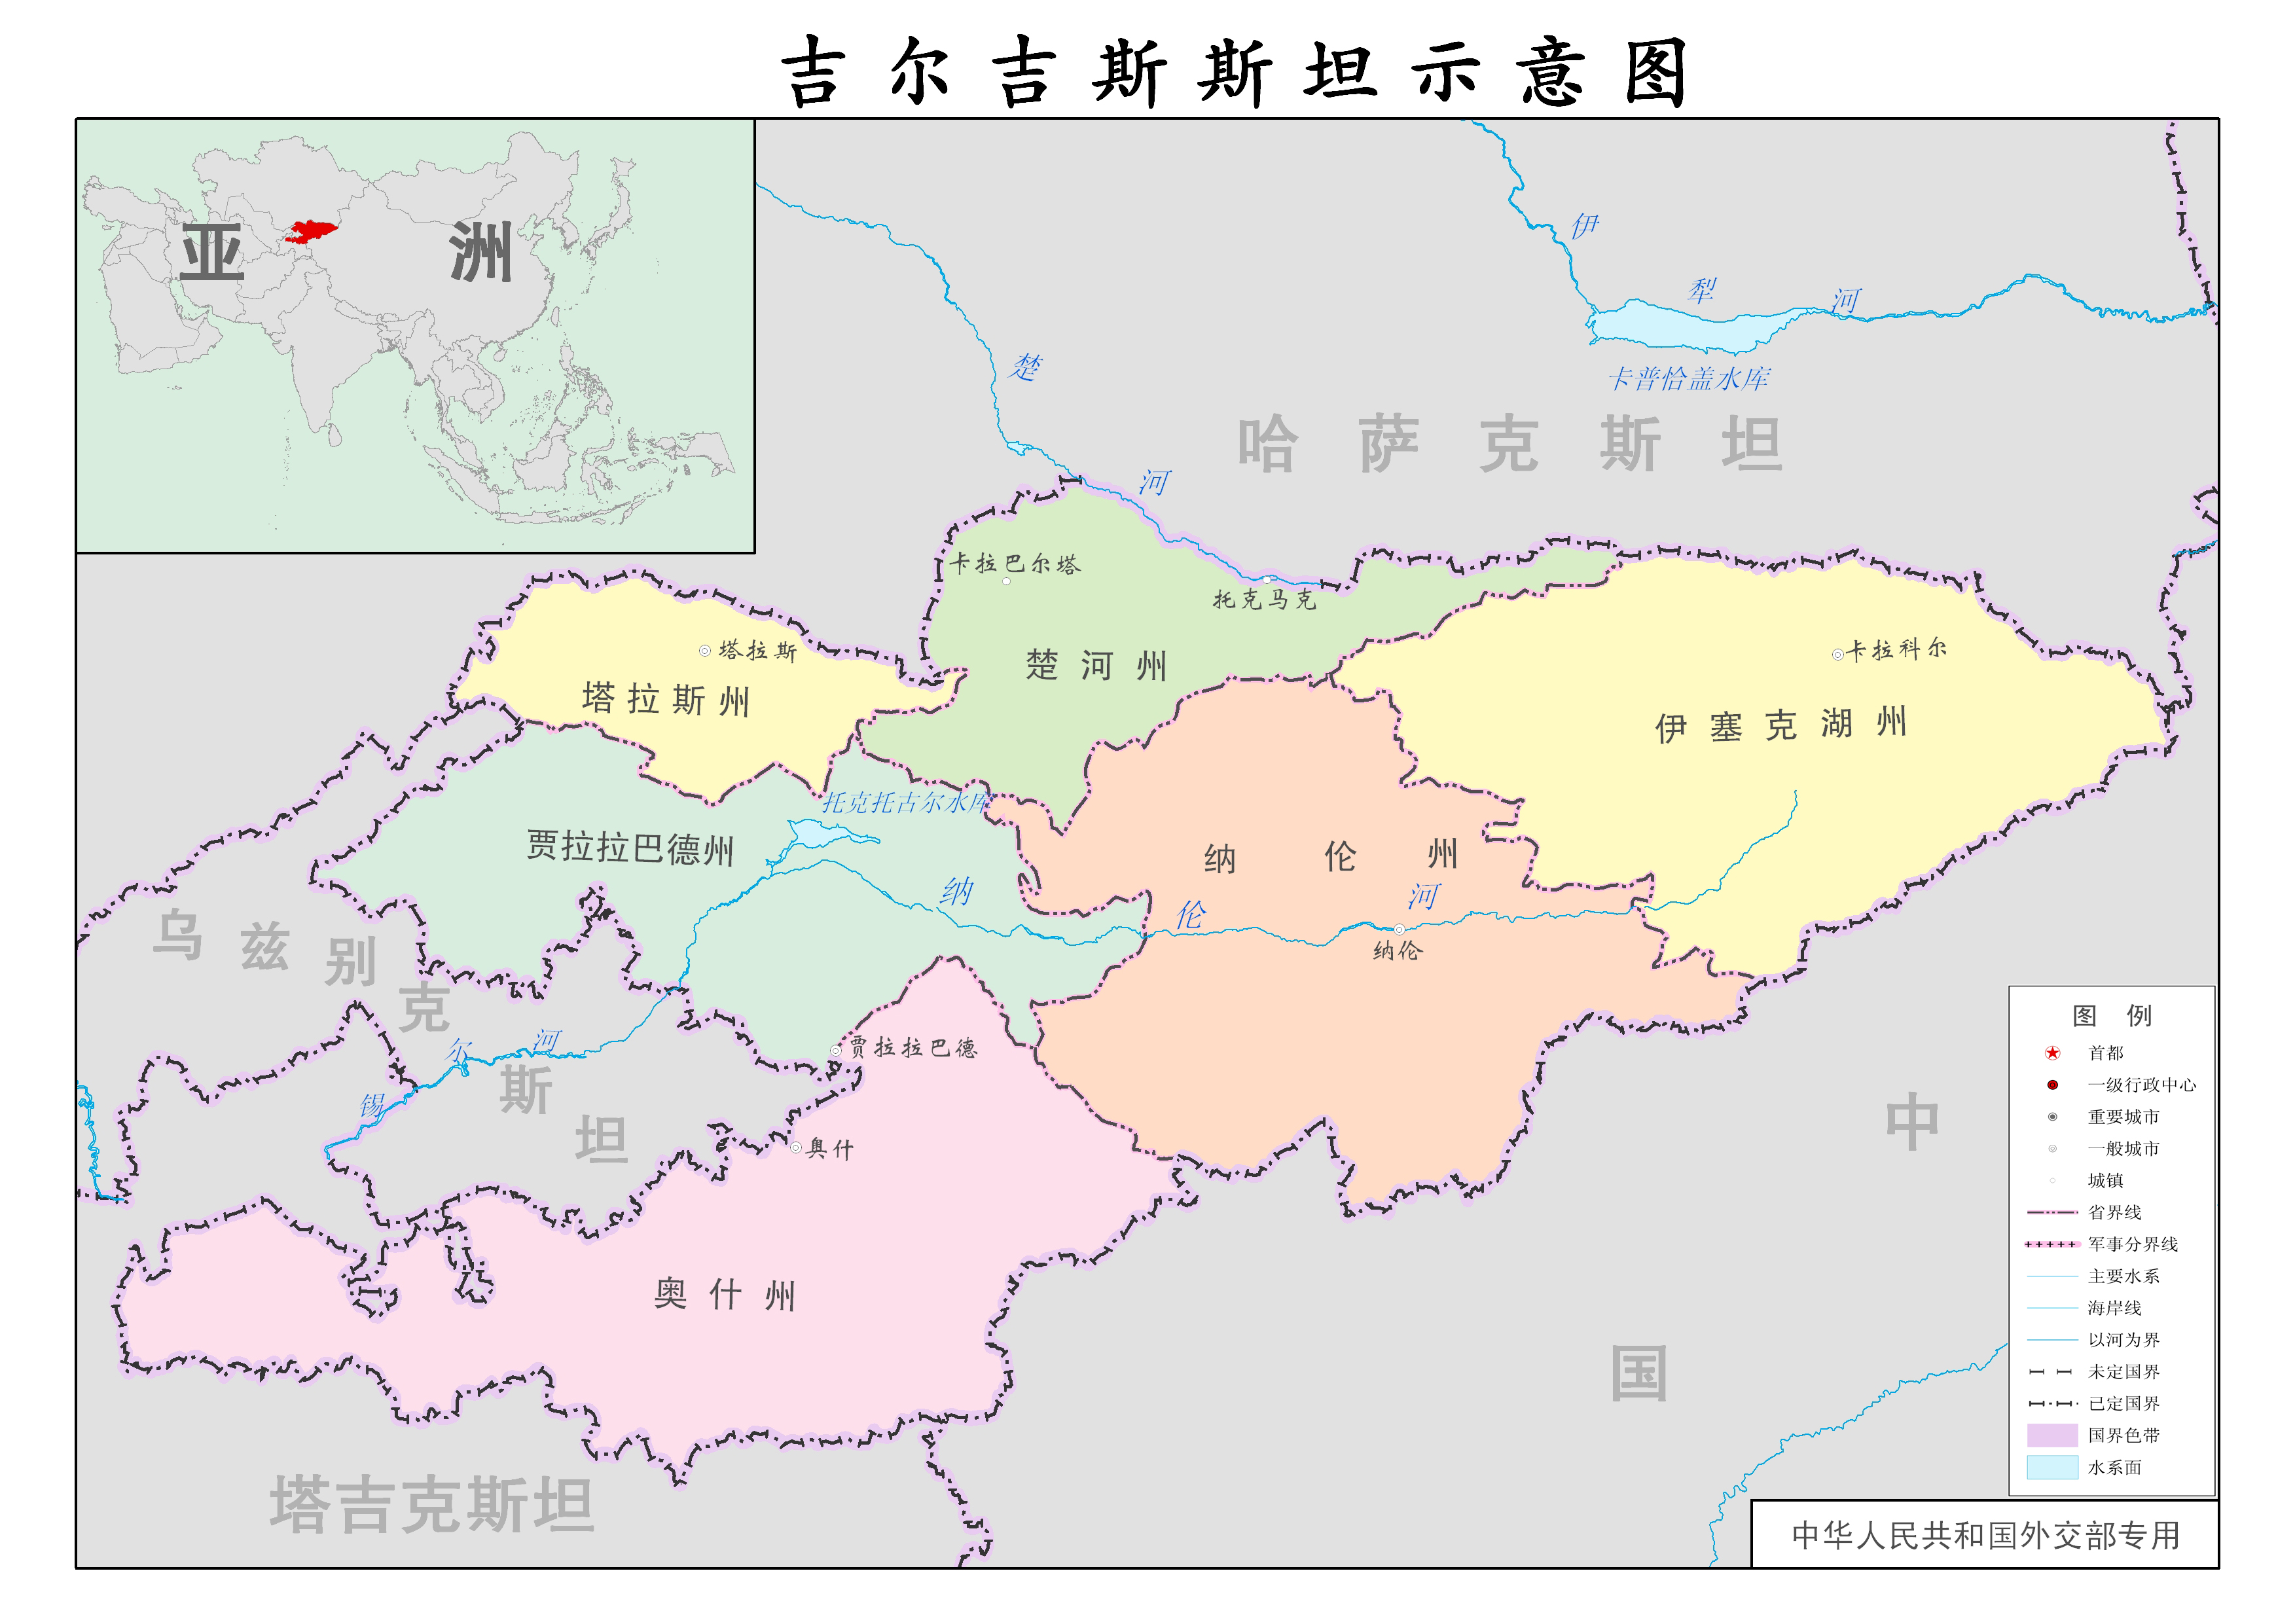 吉尔吉斯斯坦示意图
亚洲
伊犁河
卡普恰盖水库
楚河
哈萨克斯坦
卡拉巴尔塔
托克马克
塔拉斯
塔拉斯州
楚河州
卡拉科尔
伊塞克湖州
托克托古尔水库
贾拉拉巴德州
纳伦州
纳伦河
纳伦
乌兹别克斯坦
锡尔河
贾拉拉巴德
奥什
奥什州
中国
塔吉克斯坦
图例
首都
一级行政中心
重要城市
一般城市
城镇
省界线
军事分界线
主要水系
海岸线
以河为界
未定国界
已定国界
国界色带
水系面
中华人民共和国外交部专用